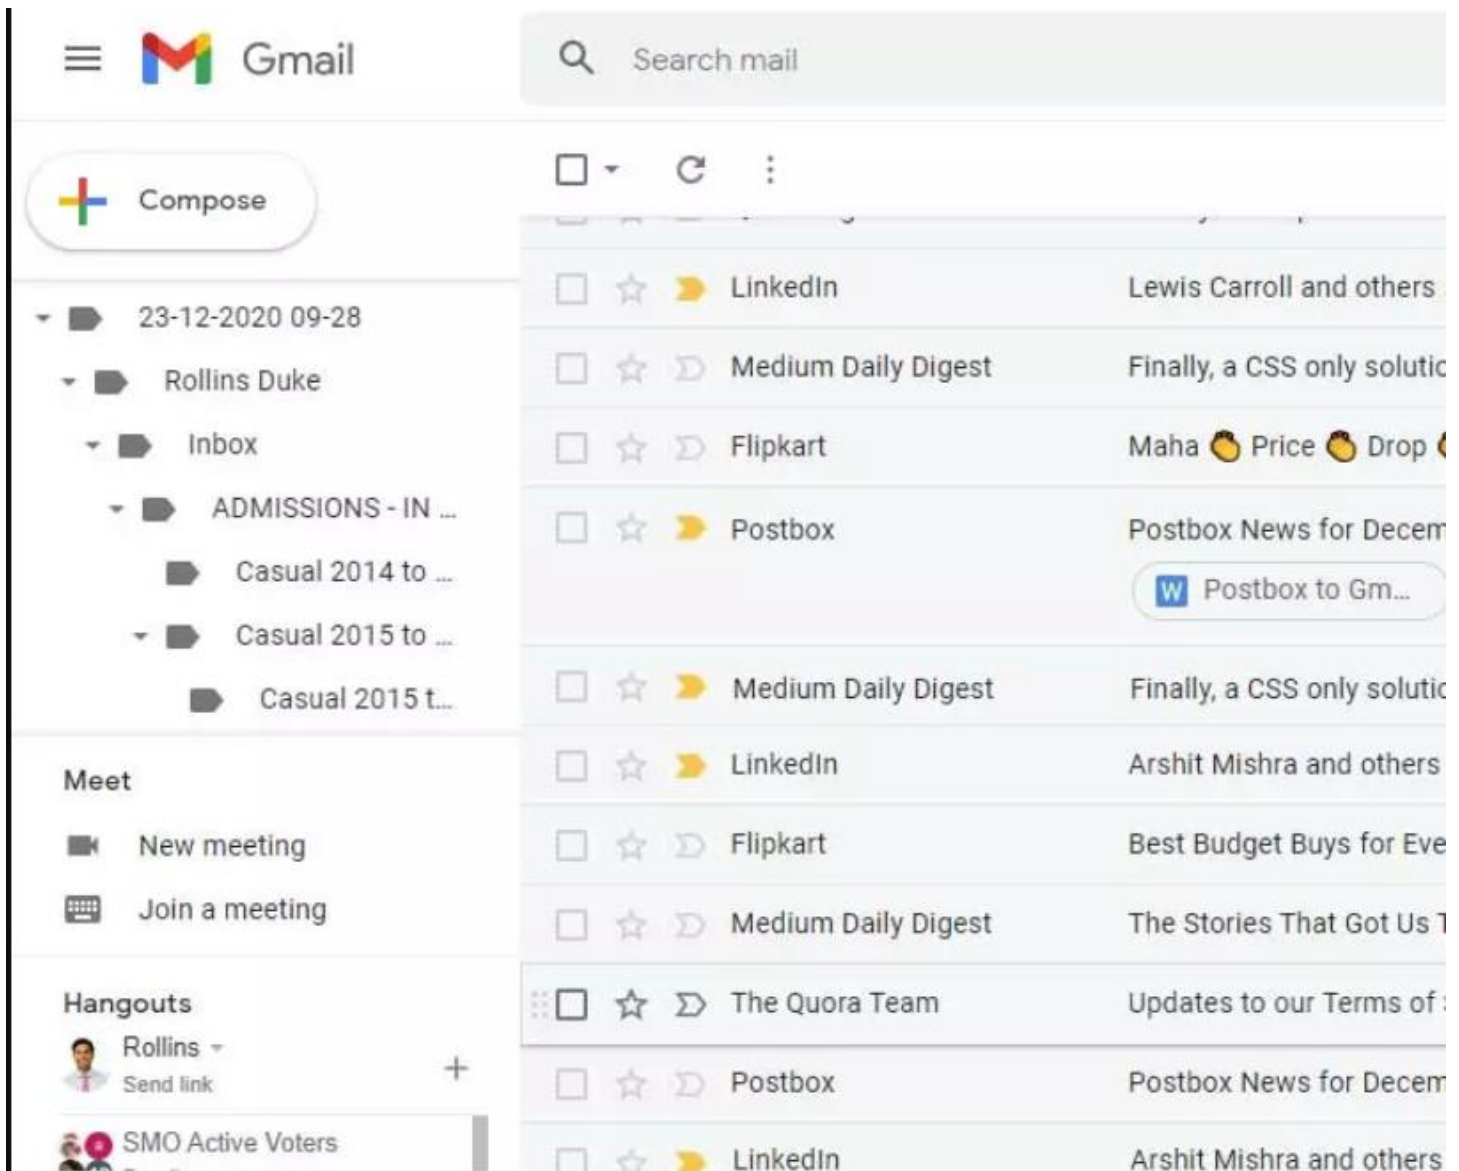 Gmail
Search mail
Compose
23-12-2020 09-28
Rollins Duke
Inbox
ADMISSIONS - IN ...
Casual 2014 to ...
Casual 2015 to ...
Casual 2015 t...
Meet
New meeting
Join a meeting
Hangouts
Rollins
Send link
SMO Active Voters
LinkedIn Lewis Carroll and others
Medium Daily Digest Finally, a CSS only solutio
Flipkart Maha 👏 Price 👏 Drop
Postbox Postbox News for Decem
W Postbox to Gm...
Medium Daily Digest Finally, a CSS only solutio
LinkedIn Arshit Mishra and others
Flipkart Best Budget Buys for Eve
Medium Daily Digest The Stories That Got Us T
The Quora Team Updates to our Terms of
Postbox Postbox News for Decem
LinkedIn Arshit Mishra and others